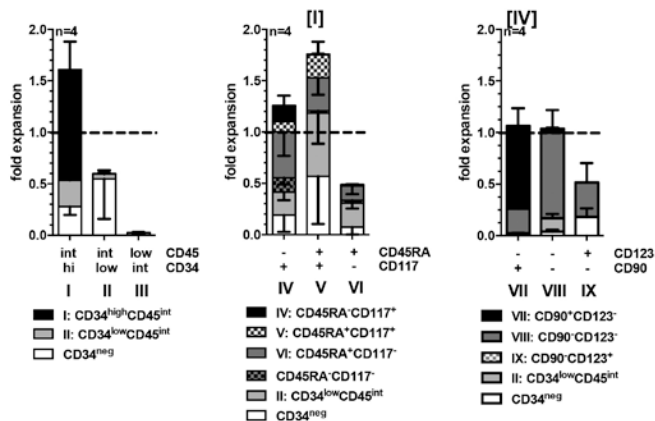 [I]
[IV]
n=4
n=4
n=4
fold expansion
2.0
1.5
1.0
0.5
0.0
int int low CD45
hi low int CD34
I II III
I: CD34highCD45int
II: CD34lowCD45int
CD34neg
fold expansion
2.0
1.5
1.0
0.5
0.0
- + + CD45RA
+ + - CD117
IV V VI
IV: CD45RA-CD117+
V: CD45RA+CD117+
VI: CD45RA+CD117-
CD45RA-CD117-
II: CD34lowCD45int
CD34neg
fold expansion
2.0
1.5
1.0
0.5
0.0
- - + CD123
+ - - CD90
VII VIII IX
VII: CD90+CD123-
VIII: CD90-CD123-
IX: CD90-CD123+
II: CD34lowCD45int
CD34neg